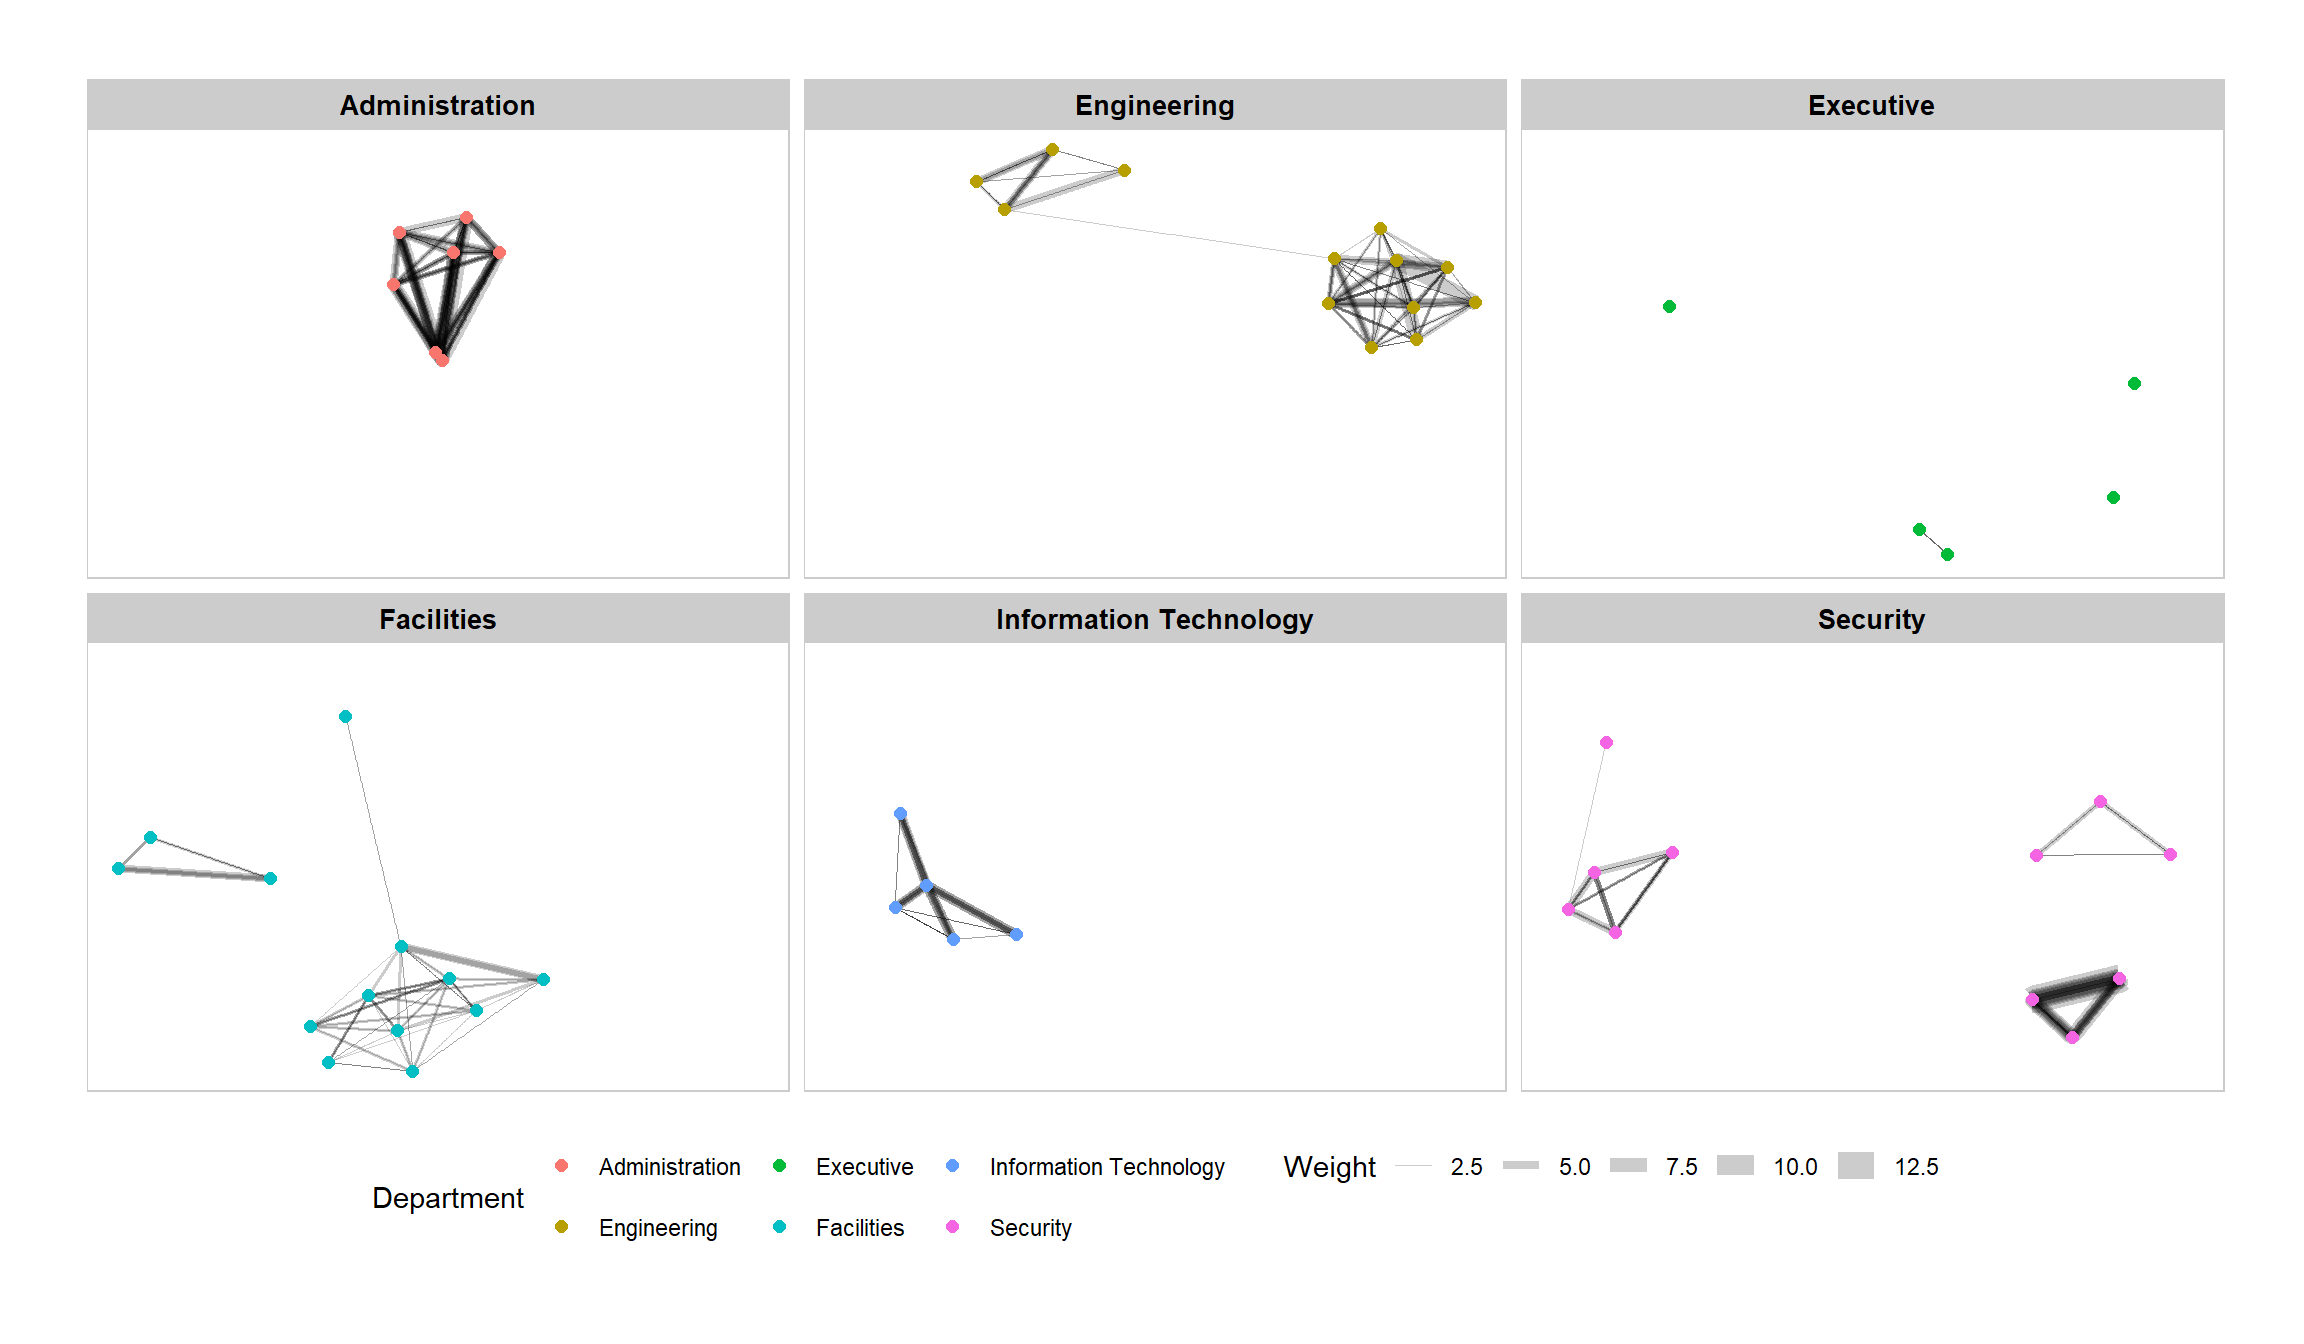 Administration
Engineering
Executive
Facilities
Information Technology
Security
Department
Administration
Executive
Information Technology
Engineering
Facilities
Security
Weight
2.5
5.0
7.5
10.0
12.5